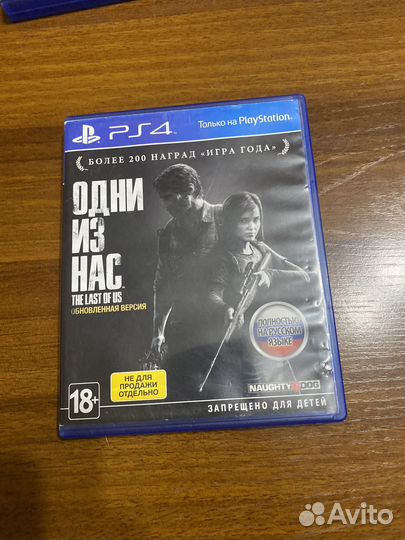 PS4
Только на PlayStation®
БОЛЕЕ 200 НАГРАД «ИГРА ГОДА»
ОДНИ
ИЗ
НАС
THE LAST OF US
ОБНОВЛЕННАЯ ВЕРСИЯ
ПОЛНОСТЬЮ
НА РУССКОМ
ЯЗЫКЕ
НЕ ДЛЯ
ПРОДАЖИ
ОТДЕЛЬНО
NAUGHTY DOG
18+
ЗАПРЕЩЕНО ДЛЯ ДЕТЕЙ
Avito